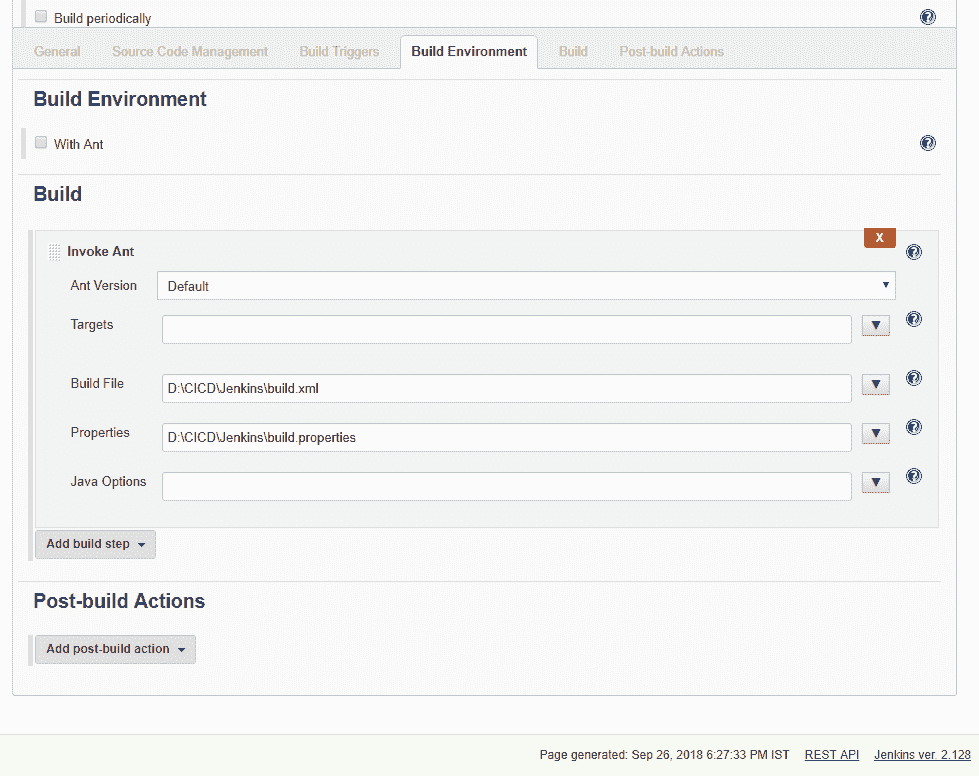 Build periodically
General Source Code Management Build Triggers Build Environment Build Post-build Actions
Build Environment
With Ant
Build
X
Invoke Ant
Ant Version Default
Targets
Build File D:\CICD\Jenkins\build.xml
Properties D:\CICD\Jenkins\build.properties
Java Options
Add build step
Post-build Actions
Add post-build action
Page generated: Sep 26, 2018 6:27:33 PM IST REST API Jenkins ver. 2.128